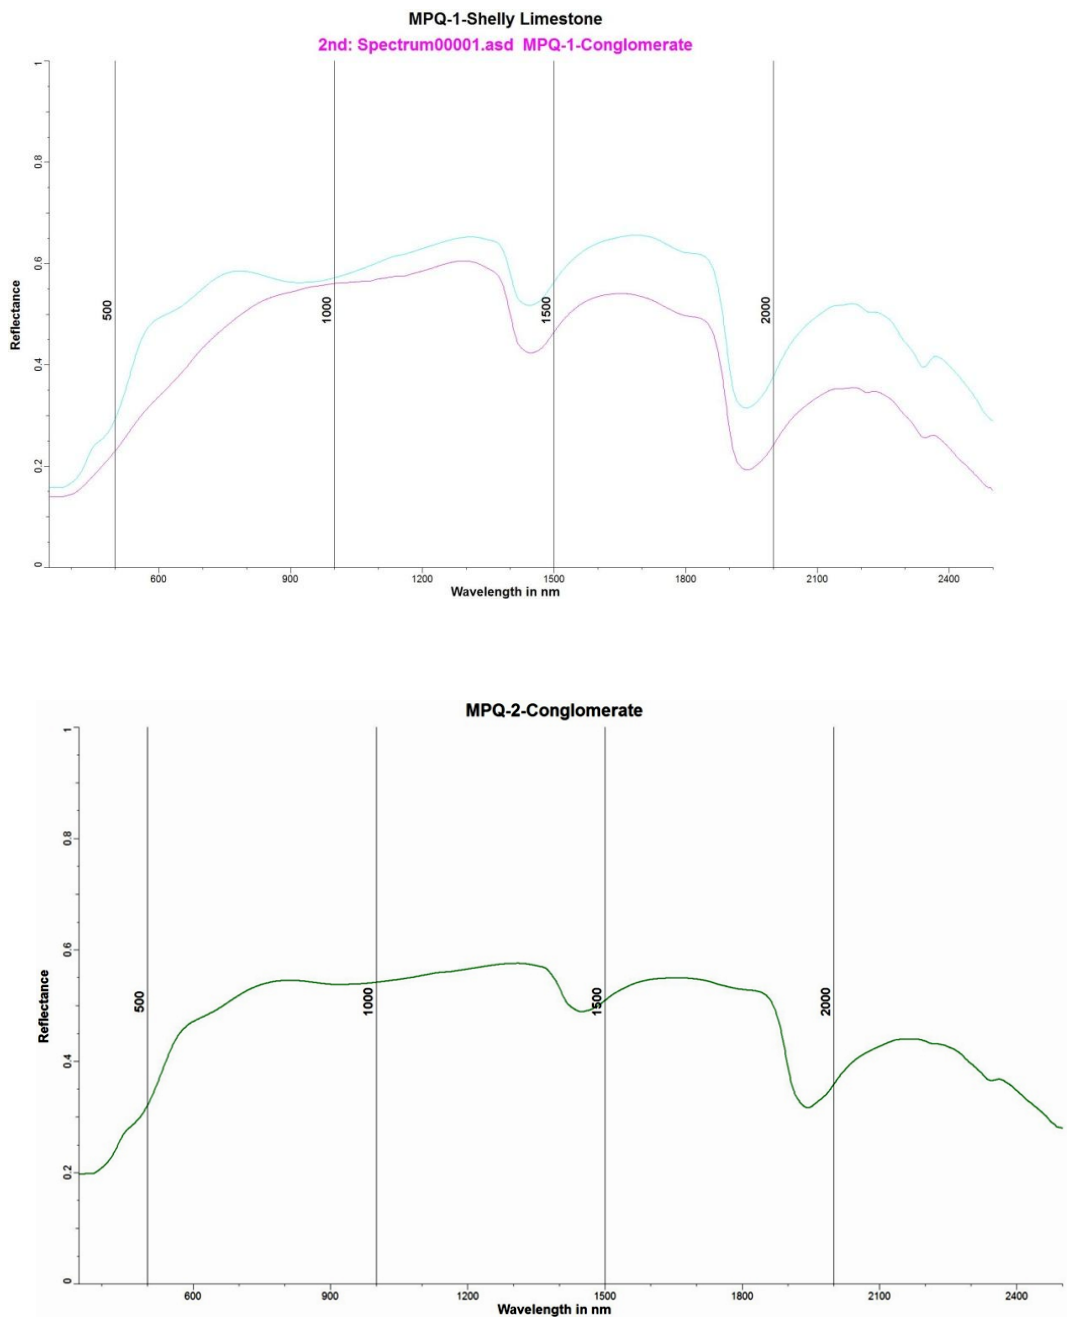 MPQ-1-Shelly Limestone
2nd: Spectrum00001.asd MPQ-1-Conglomerate
1
0.8
0.6
0.4
0.2
0
Reflectance
500
1000
1500
2000
600 900 1200 1500 1800 2100 2400
Wavelength in nm
MPQ-2-Conglomerate
1
0.8
0.6
0.4
0.2
0
Reflectance
500
1000
1500
2000
600 900 1200 1500 1800 2100 2400
Wavelength in nm